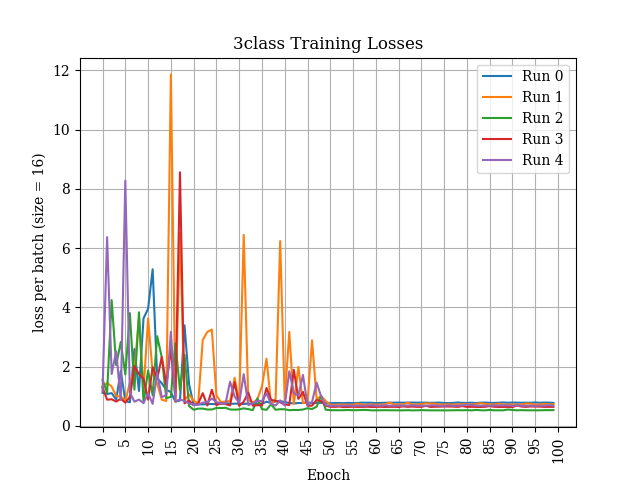 3class Training Losses
loss per batch (size = 16)
12
10
8
6
4
2
0
Run 0
Run 1
Run 2
Run 3
Run 4
0 5 10 15 20 25 30 35 40 45 50 55 60 65 70 75 80 85 90 95 100
Epoch